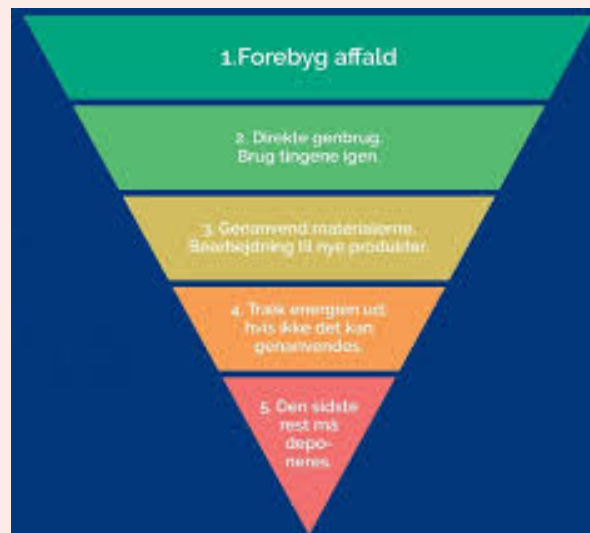 1.Forebyg affald
2. Direkte genbrug.
Brug tingene igen.
3. Genanvend materialerne.
Bearbejdning til nye produkter.
4. Træk energien ud,
hvis ikke det kan
genanvendes.
5. Den sidste
rest må
depo-
neres.